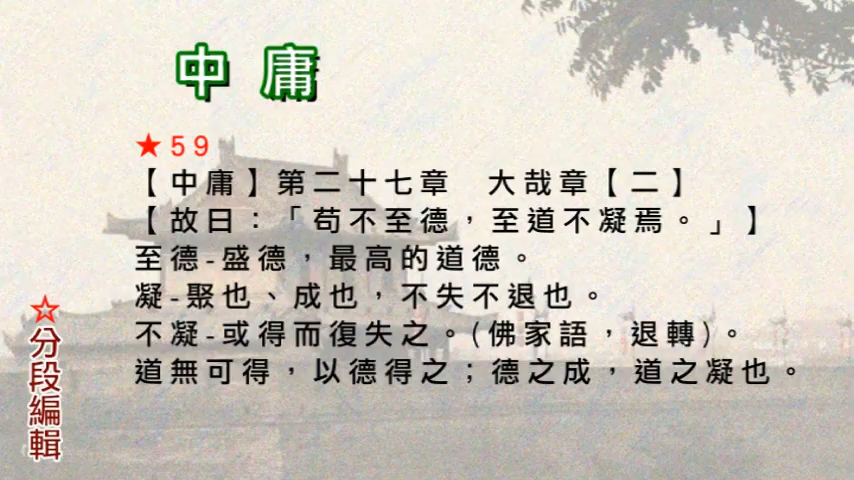 中庸
★59
【中庸】第二十七章　大哉章【二】
【故曰：「苟不至德，至道不凝焉。」】
至德-盛德，最高的道德。
凝-聚也、成也，不失不退也。
不凝-或得而復失之。(佛家語，退轉)。
道無可得，以德得之；德之成，道之凝也。
☆分段編輯